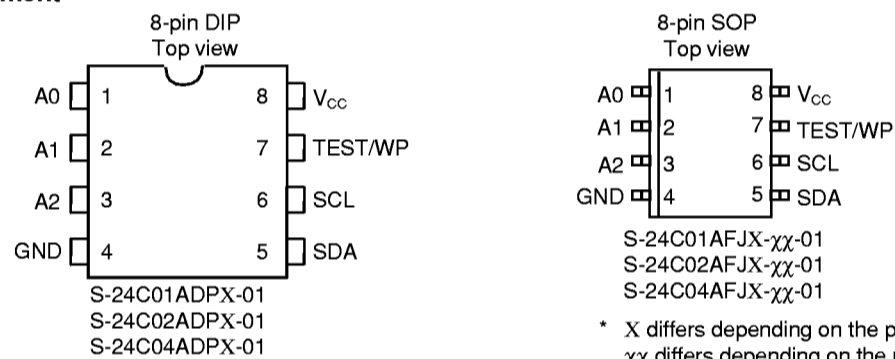 8-pin DIP
Top view
A0 1 8 VCC
A1 2 7 TEST/WP
A2 3 6 SCL
GND 4 5 SDA
S-24C01ADPX-01
S-24C02ADPX-01
S-24C04ADPX-01
8-pin SOP
Top view
A0 1 8 VCC
A1 2 7 TEST/WP
A2 3 6 SCL
GND 4 5 SDA
S-24C01AFJX-χχ-01
S-24C02AFJX-χχ-01
S-24C04AFJX-χχ-01
* X differs depending on the
χχ differs depending on the